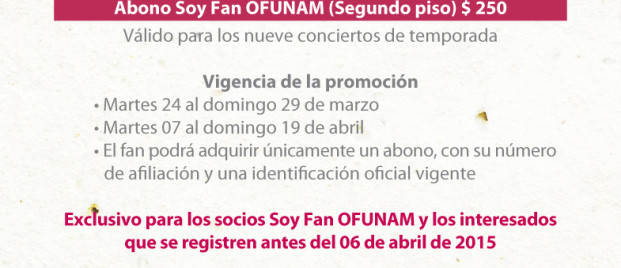 Abono Soy Fan OFUNAM (Segundo piso) $ 250
Válido para los nueve conciertos de temporada
Vigencia de la promoción
• Martes 24 al domingo 29 de marzo
• Martes 07 al domingo 19 de abril
• El fan podrá adquirir únicamente un abono, con su número
de afiliación y una identificación oficial vigente
Exclusivo para los socios Soy Fan OFUNAM y los interesados
que se registren antes del 06 de abril de 2015